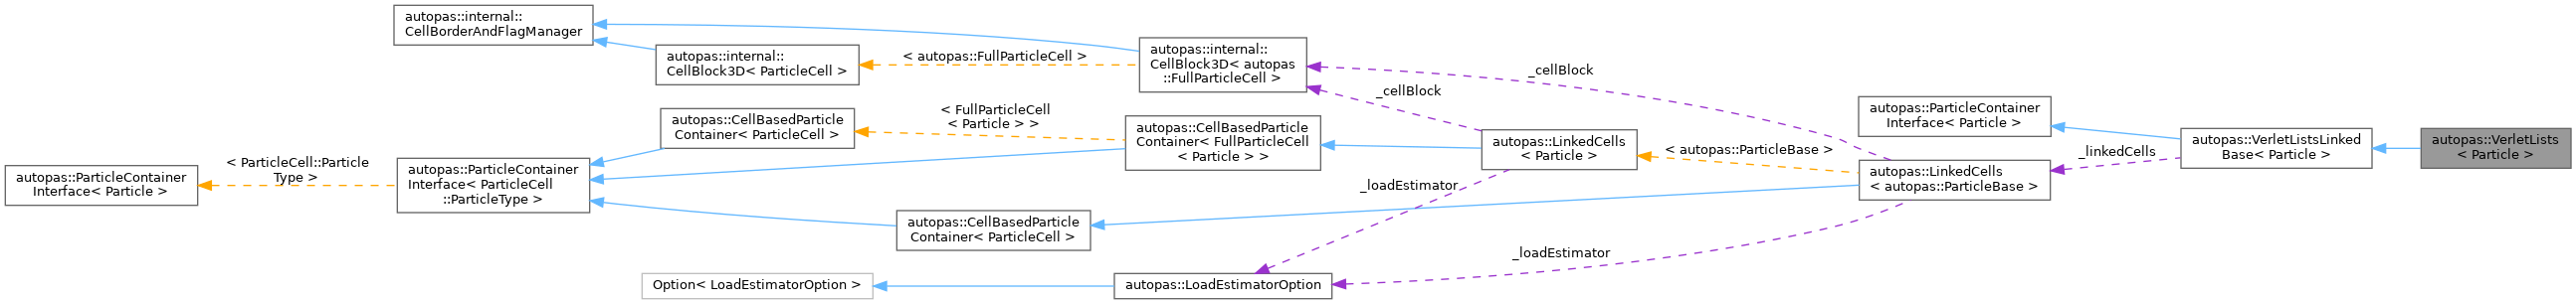 autopas::internal::
CellBorderAndFlagManager
autopas::internal::
CellBlock3D< ParticleCell >
< autopas::FullParticleCell >
autopas::internal::
CellBlock3D< autopas
::FullParticleCell >
_cellBlock
_cellBlock
autopas::CellBasedParticle
Container< ParticleCell >
< FullParticleCell
< Particle > >
autopas::CellBasedParticle
Container< FullParticleCell
< Particle > >
autopas::LinkedCells
< Particle >
< autopas::ParticleBase >
autopas::ParticleContainer
Interface< Particle >
autopas::VerletListsLinked
Base< Particle >
autopas::VerletLists
< Particle >
_linkedCells
autopas::ParticleContainer
Interface< Particle >
< ParticleCell::Particle
Type >
autopas::ParticleContainer
Interface< ParticleCell
::ParticleType >
autopas::LinkedCells
< autopas::ParticleBase >
_loadEstimator
autopas::CellBasedParticle
Container< ParticleCell >
_loadEstimator
Option< LoadEstimatorOption >
autopas::LoadEstimatorOption